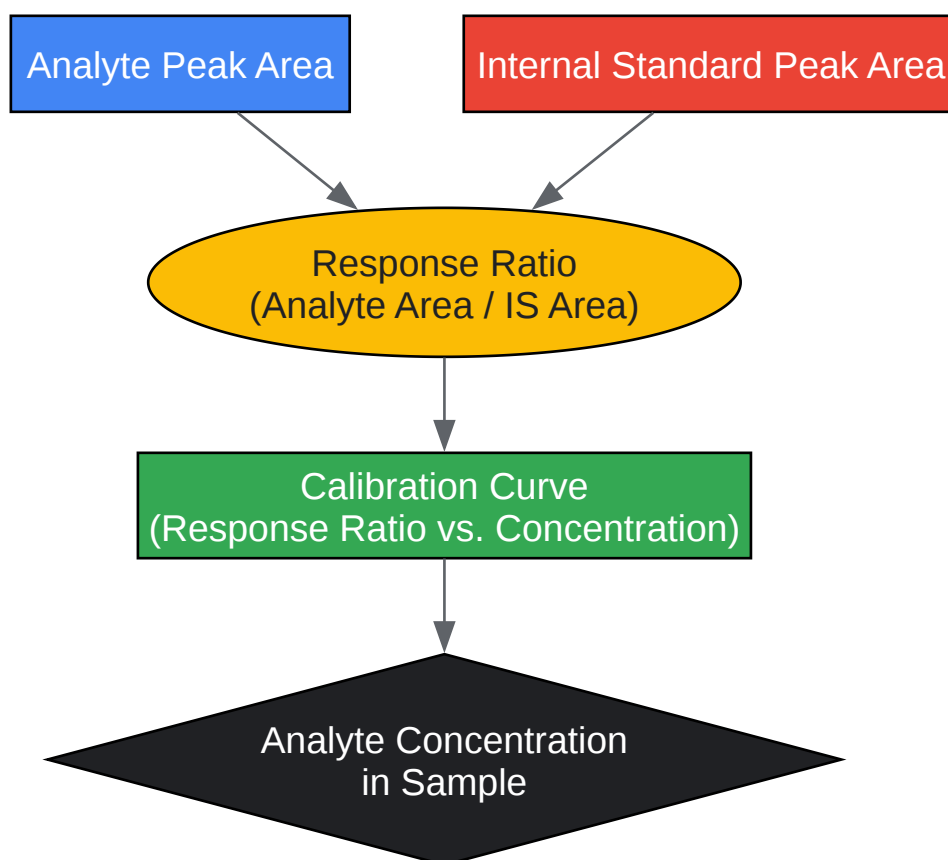 Analyte Peak Area
Internal Standard Peak Area
Response Ratio
(Analyte Area / IS Area)
Calibration Curve
(Response Ratio vs. Concentration)
Analyte Concentration
in Sample